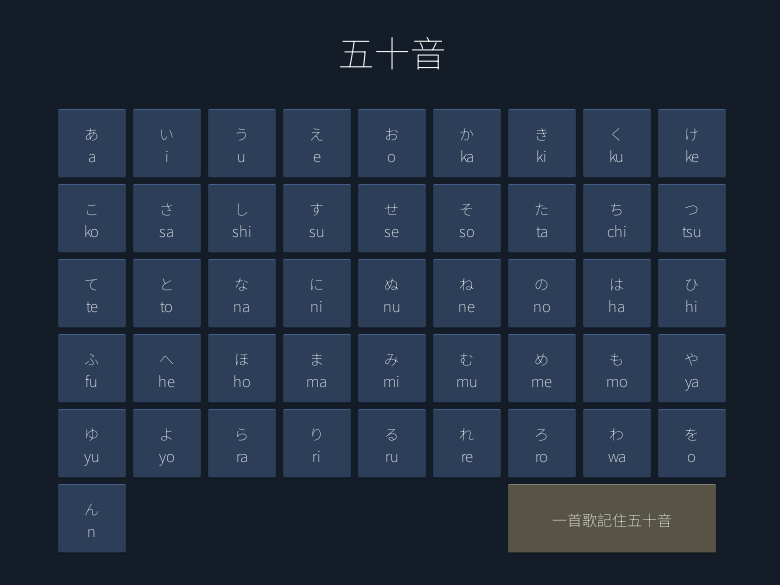 五十音
あ い う え お か き く け
a i u e o ka ki ku ke
こ さ し す せ そ た ち つ
ko sa shi su se so ta chi tsu
て と な に ぬ ね の は ひ
te to na ni nu ne no ha hi
ふ へ ほ ま み む め も や
fu he ho ma mi mu me mo ya
ゆ よ ら り る れ ろ わ を
yu yo ra ri ru re ro wa o
ん
n
一首歌記住五十音